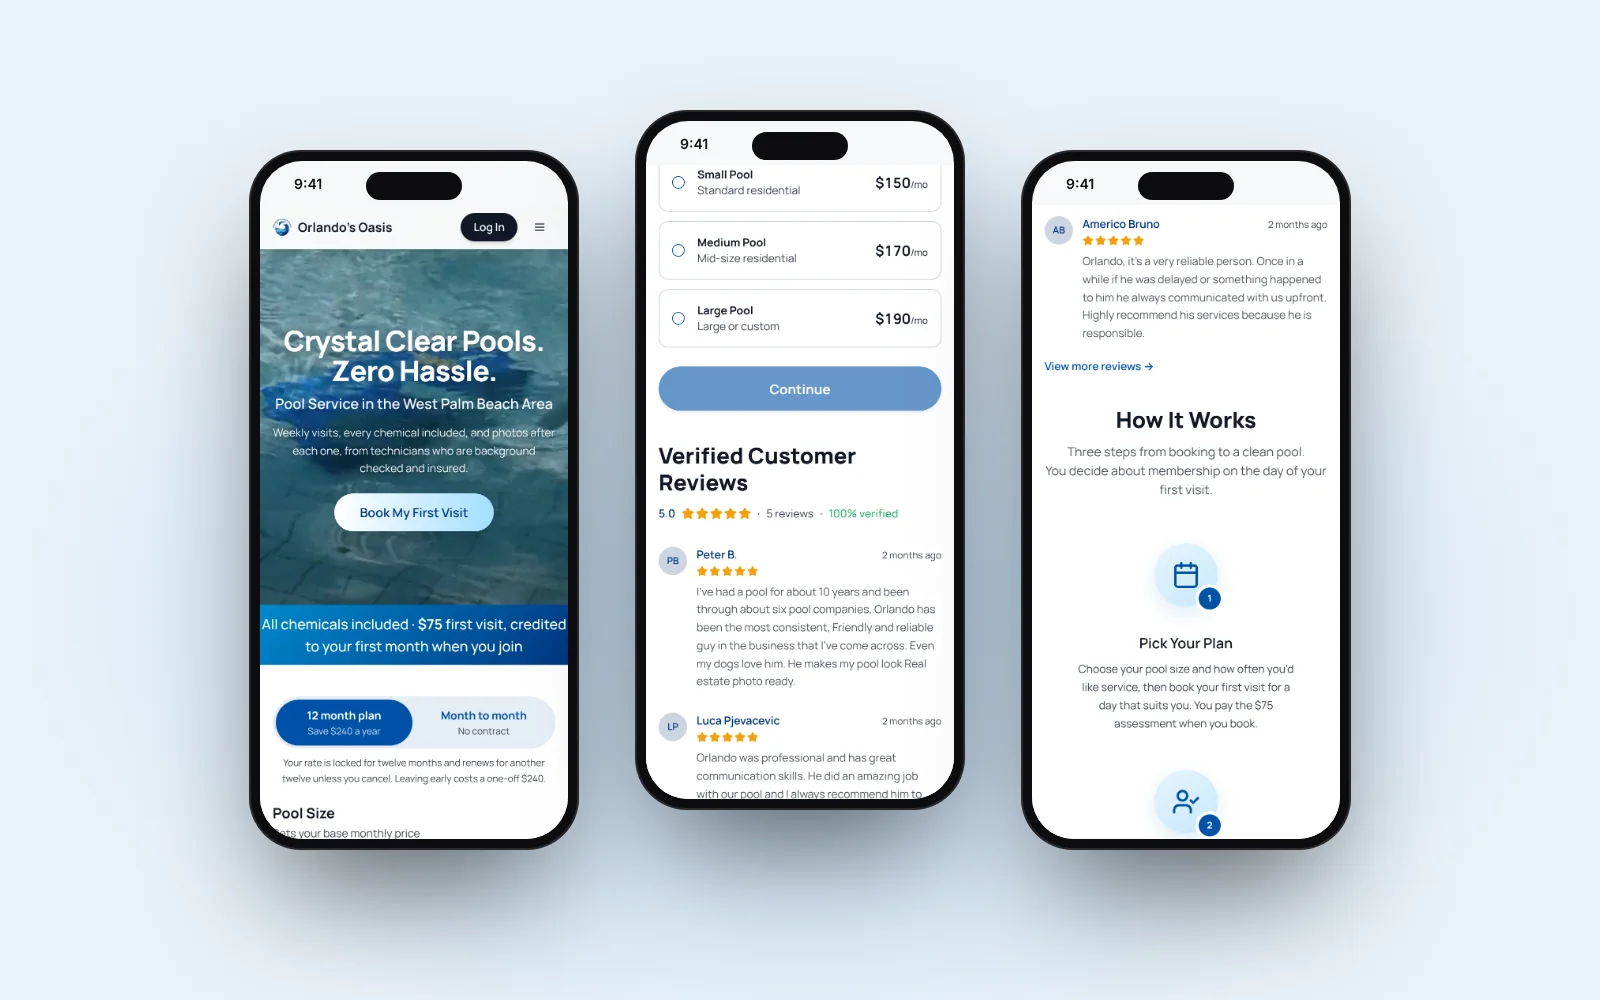 9:41
Orlando's Oasis
Log In
Crystal Clear Pools.
Zero Hassle.
Pool Service in the West Palm Beach Area
Weekly visits, every chemical included, and photos after
each one, from technicians who are background
checked and insured.
Book My First Visit
All chemicals included · $75 first visit, credited
to your first month when you join
12 month plan
Save $240 a year
Month to month
No contract
Your rate is locked for twelve months and renews for another
twelve unless you cancel. Leaving early costs a one-off $240.
Pool Size
Sets your base monthly price
9:41
Small Pool
Standard residential
$150/mo
Medium Pool
Mid-size residential
$170/mo
Large Pool
Large or custom
$190/mo
Continue
Verified Customer
Reviews
5.0 · 5 reviews · 100% verified
PB
Peter B.
2 months ago
I've had a pool for about 10 years and been
through about six pool companies, Orlando has
been the most consistent, Friendly and reliable
guy in the business that I've come across. Even
my dogs love him. He makes my pool look Real
estate photo ready.
LP
Luca Pjevacevic
2 months ago
Orlando was professional and has great
communication skills. He did an amazing job
with our pool and I always recommend him to
9:41
AB
Americo Bruno
2 months ago
Orlando, it's a very reliable person. Once in a
while if he was delayed or something happened
to him he always communicated with us upfront.
Highly recommend his services because he is
responsible.
View more reviews →
How It Works
Three steps from booking to a clean pool.
You decide about membership on the day of your
first visit.
1
Pick Your Plan
Choose your pool size and how often you'd
like service, then book your first visit for a
day that suits you. You pay the $75
assessment when you book.
2